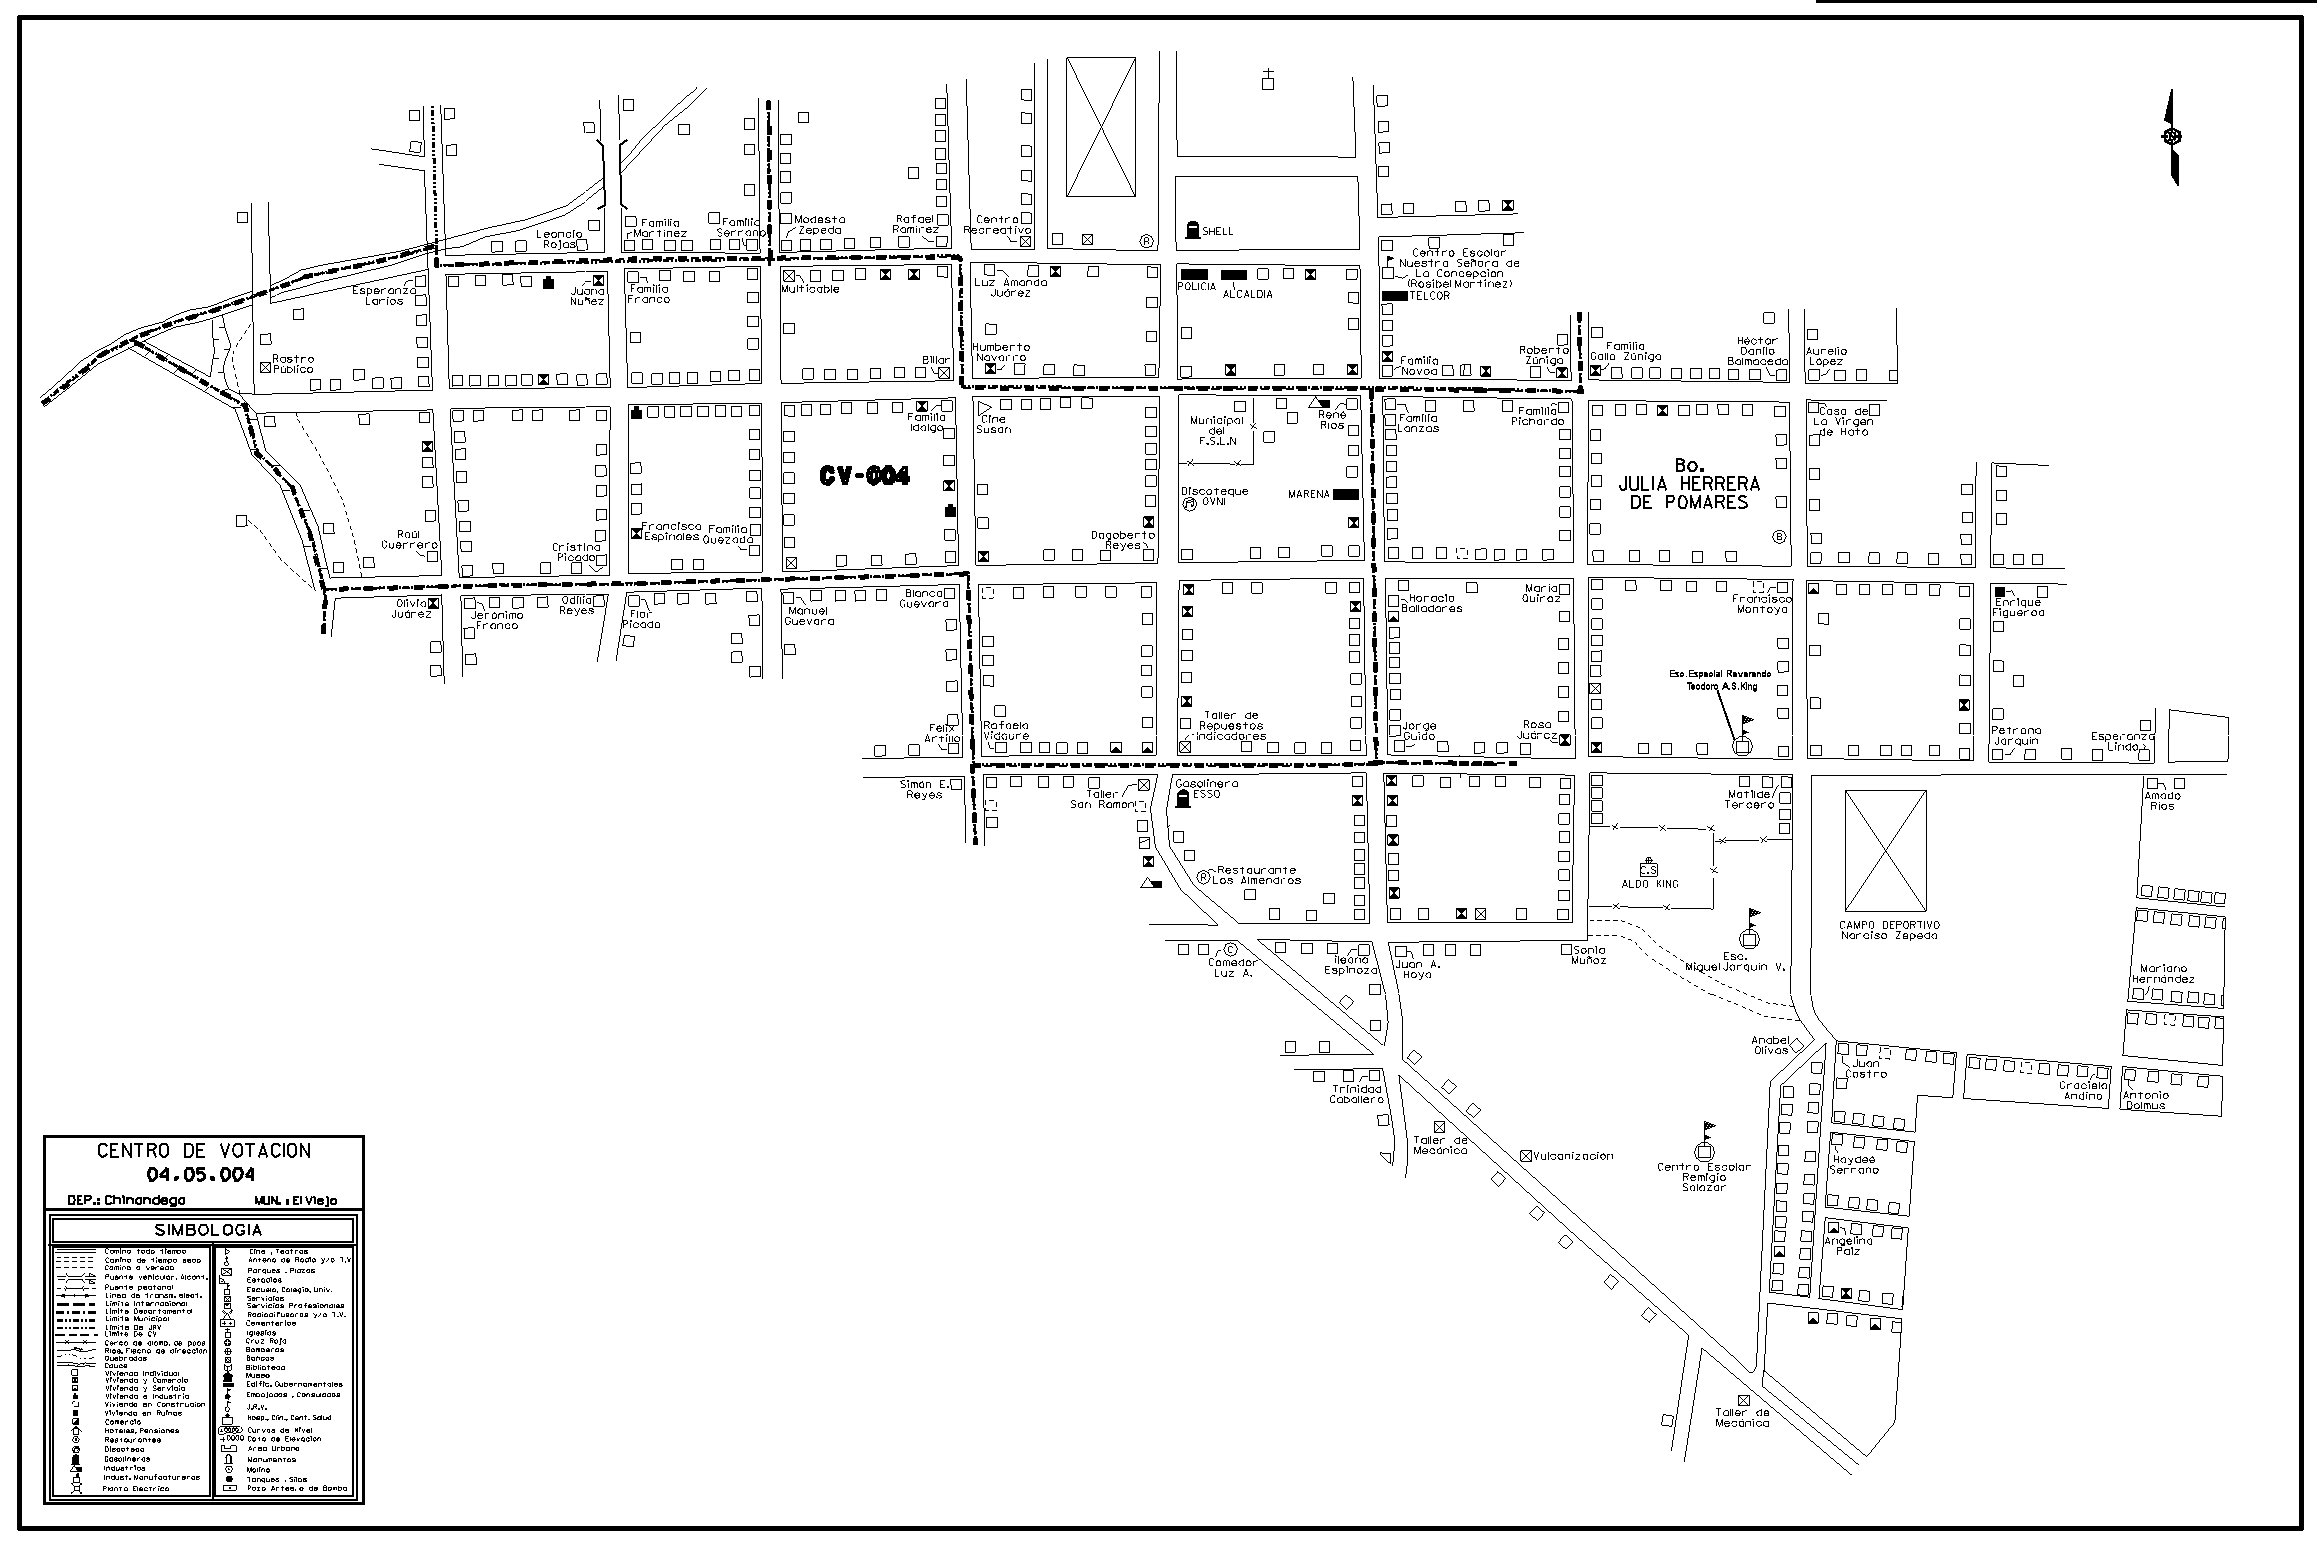 Leoncio
Rojas
Familia
Martinez
Familia
Serrano
Modesta
Zepeda
Rafael
Ramirez
Centro
Recreativo
R
SHELL
Centro Escolar
Nuestra Señora de
La Concepcion
(Rosibel Martinez)
TELCOR
Esperanza
Larios
Juana
Nuñez
Familia
Franco
Multicable
Luz Amanda
Juárez
POLICIA
ALCALDIA
Rastro
Público
Billar
Humberto
Navarro
Familia
Novoa
Roberto
Zúniga
Familia
Gallo Zúniga
Héctor
Danilo
Balmaceda
Aurelio
López
Familia
Idalgo
Cine
Susan
Municipal
del
F.S.L.N
René
Rios
Familia
Lanzas
Familia
Pichardo
Casa de
La Virgen
de Hato
CV-004
Bo.
JULIA HERRERA
DE POMARES
Discoteque
OVNI
MARENA
R
Raúl
Guerrero
Cristina
Picado
Francisca
Espinales
Familia
Quezada
Dagoberto
Reyes
Olivia
Juárez
Jerónimo
Franco
Odilia
Reyes
Flor
Picado
Manuel
Guevara
Blanca
Guevara
Horacio
Balladares
Maria
Quiroz
Francisco
Montoya
Enrique
Figueroa
Esc. Espacial Reverando
Teodoro A.S. King
Felix
Artillo
Rafaela
Vidaure
Taller de
Repuestos
Indicadores
Jorge
Guido
Rosa
Juárez
Petrona
Jarquin
Esperanza
Linda
Simón E.
Reyes
Taller
San Ramon
Gasolinera
ESSO
Matilde
Tercero
Amado
Rios
R
Restaurante
Los Almendros
C.S
ALDO KING
CAMPO DEPORTIVO
Narciso Zepeda
C
Comedor
Luz A.
Ileana
Espinoza
Juan A.
Hoya
Sonia
Muñoz
Esc.
Miguel Jarquin V.
Mariano
Hernández
Anabel
Olivas
Juan
Castro
Graciela
Andino
Antonio
Dolmus
Trinidad
Caballero
Taller de
Mecánica
Vulcanización
Centro Escolar
Remigio
Salazar
Haydeé
Serrano
Angelina
Paiz
Taller de
Mecánica
CENTRO DE VOTACION
04.05.004
DEP.: Chinandega MUN. : El Viejo
SIMBOLOGIA
Camino todo tiempo
Camino de tiempo seco
Camino o vereda
Puente vehicular, Alcant.
Puente peatonal
Linea de transm. elect.
Limite Internacional
Limite Departamental
Limite Municipal
Limite De JRV
Limite De CV
Cerca de alamb. de puas
Rios, Flecha de dirección
Quebradas
Cauce
Vivienda Individual
Vivienda y Comercio
Vivienda y Servicio
Vivienda e Industria
Vivienda en Construcion
Vivienda en Ruinas
Comercio
Hoteles, Pensiones
Restaurantes
Discoteca
Gasolineras
Industrias
Indust. Manufactureras
Planta Electrica
Cine , Teatros
Antena de Radio y/o T.V
Parques , Plazas
Estadios
Escuela, Colegio, Univ.
Servicios
Servicios Profesionales
Radiodifusoras y/o T.V.
Cementerios
Iglesias
Cruz Roja
Bomberos
Bancos
Biblioteca
Museo
Edific. Gubernamentales
Embajadas , Consulados
J.R.V.
Hosp., Clin., Cent. Salud
Curvas de Nivel
Cota de Elevacion
Area Urbana
Monumentos
Molino
Tanques , Silos
Pozo Artes. o de Bomba